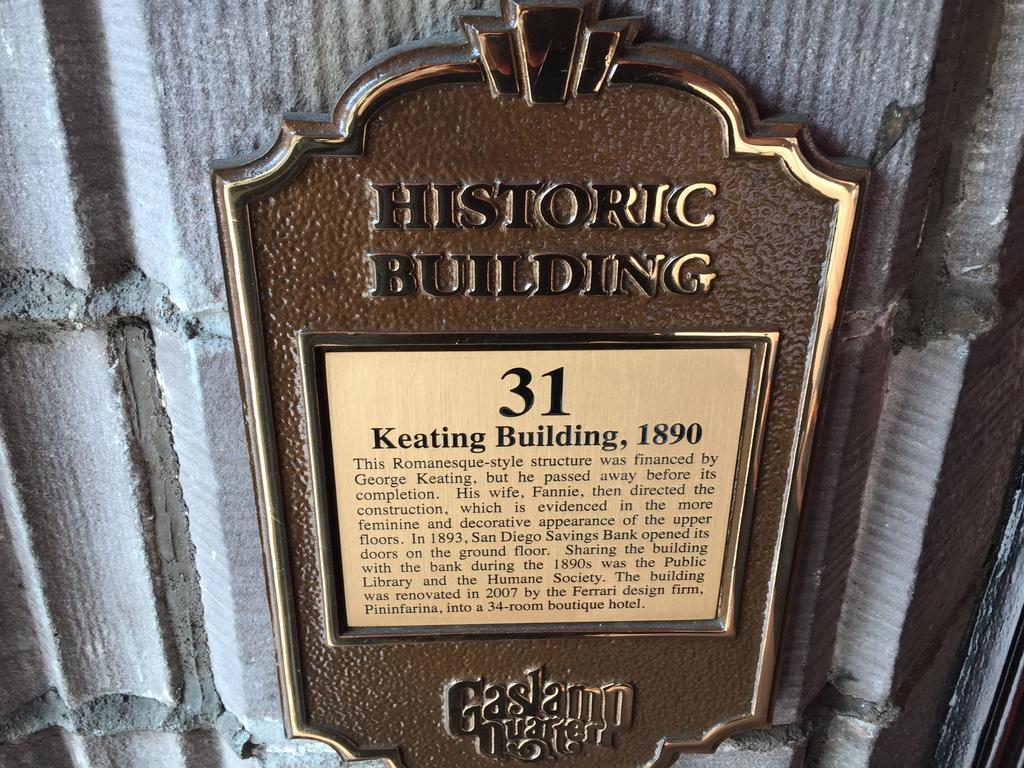 HISTORIC
BUILDING
31
Keating Building, 1890
This Romanesque-style structure was financed by
George Keating, but he passed away before its
completion. His wife, Fannie, then directed the
construction, which is evidenced in the more
feminine and decorative appearance of the upper
floors. In 1893, San Diego Savings Bank opened its
doors on the ground floor. Sharing the building
with the bank during the 1890s was the Public
Library and the Humane Society. The building
was renovated in 2007 by the Ferrari design firm,
Pininfarina, into a 34-room boutique hotel.
Gaslamp
Quarter